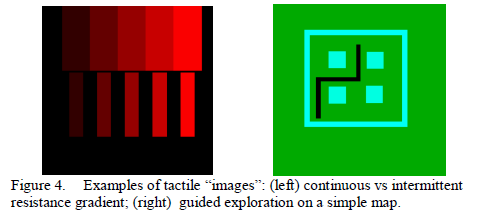 Figure 4. Examples of tactile “images”: (left) continuous vs intermittent
resistance gradient; (right) guided exploration on a simple map.